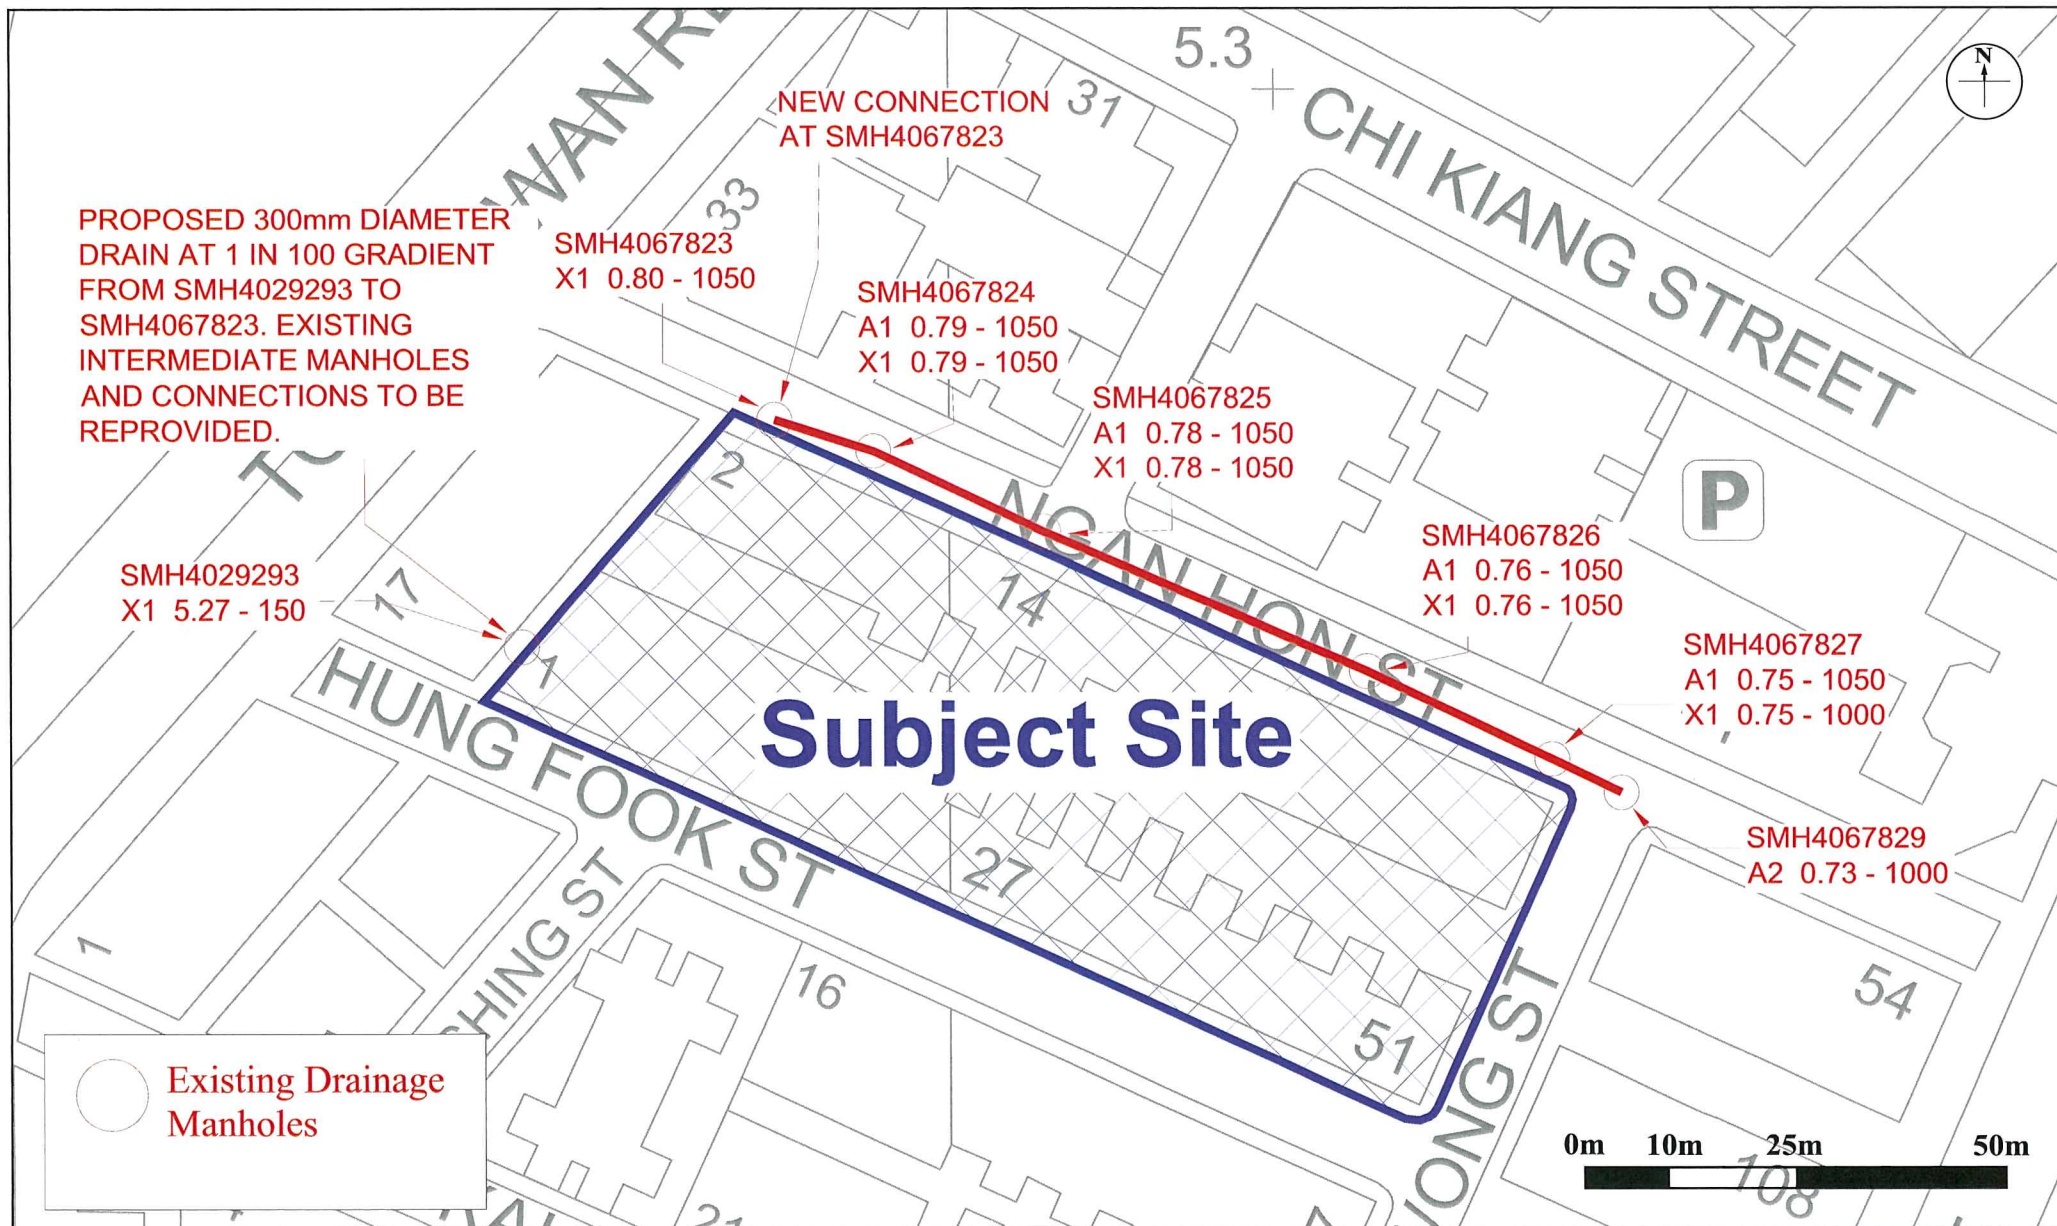 5.3
N
WAN
31
NEW CONNECTION
AT SMH4067823
CHI KIANG STREET
33
PROPOSED 300mm DIAMETER
DRAIN AT 1 IN 100 GRADIENT
FROM SMH4029293 TO
SMH4067823. EXISTING
INTERMEDIATE MANHOLES
AND CONNECTIONS TO BE
REPROVIDED.
SMH4067823
X1 0.80 - 1050
SMH4067824
A1 0.79 - 1050
X1 0.79 - 1050
SMH4067825
A1 0.78 - 1050
X1 0.78 - 1050
2
P
NGAN HON ST
SMH4067826
A1 0.76 - 1050
X1 0.76 - 1050
SMH4029293
X1 5.27 - 150
17
14
1
SMH4067827
A1 0.75 - 1050
X1 0.75 - 1000
HUNG FOOK ST
Subject Site
SMH4067829
A2 0.73 - 1000
27
1
16
54
51
Existing Drainage
Manholes
0m 10m 25m 50m
108